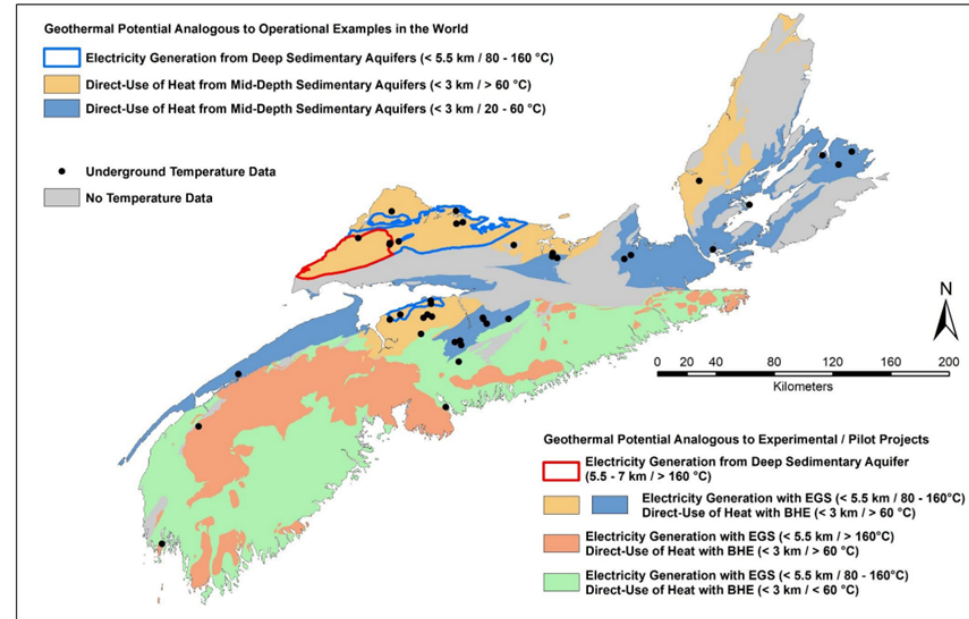 Geothermal Potential Analogous to Operational Examples in the World
Electricity Generation from Deep Sedimentary Aquifers (< 5.5 km / 80 - 160 °C)
Direct-Use of Heat from Mid-Depth Sedimentary Aquifers (< 3 km / > 60 °C)
Direct-Use of Heat from Mid-Depth Sedimentary Aquifers (< 3 km / 20 - 60 °C)
Underground Temperature Data
No Temperature Data
N
0 20 40 80 120 160 200
Kilometers
Geothermal Potential Analogous to Experimental / Pilot Projects
Electricity Generation from Deep Sedimentary Aquifer
(5.5 - 7 km / > 160 °C)
Electricity Generation with EGS (< 5.5 km / 80 - 160°C)
Direct-Use of Heat with BHE (< 3 km / > 60 °C)
Electricity Generation with EGS (< 5.5 km / > 160°C)
Direct-Use of Heat with BHE (< 3 km / > 60 °C)
Electricity Generation with EGS (< 5.5 km / 80 - 160°C)
Direct-Use of Heat with BHE (< 3 km / < 60 °C)